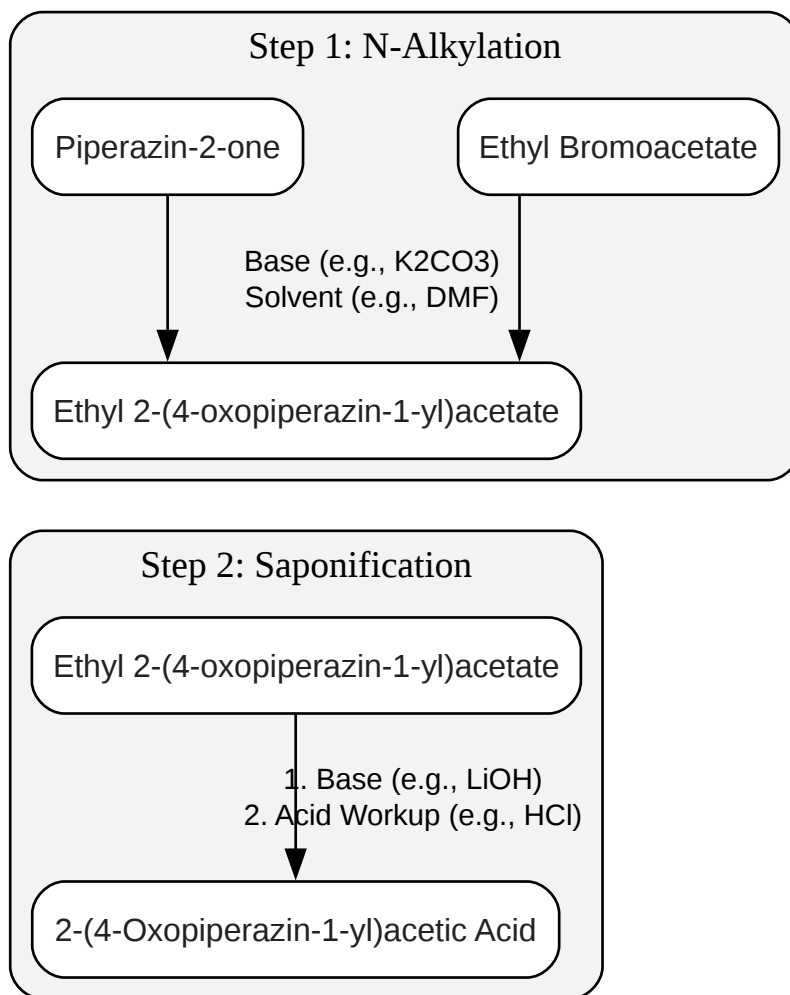 Step 1: N-Alkylation
Piperazin-2-one
Ethyl Bromoacetate
Base (e.g., K2CO3)
Solvent (e.g., DMF)
Ethyl 2-(4-oxopiperazin-1-yl)acetate
Step 2: Saponification
Ethyl 2-(4-oxopiperazin-1-yl)acetate
1. Base (e.g., LiOH)
2. Acid Workup (e.g., HCl)
2-(4-Oxopiperazin-1-yl)acetic Acid